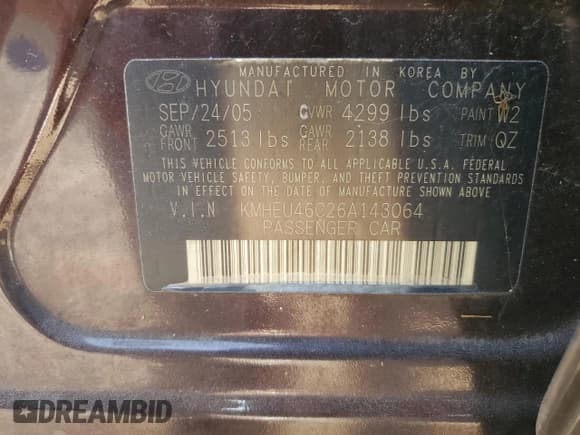 MANUFACTURED IN KOREA BY
HYUNDAI MOTOR COMPANY
SEP/24/05 GVWR 4299 lbs PAINT W2
GAWR FRONT 2513 lbs GAWR REAR 2138 lbs TRIM QZ
THIS VEHICLE CONFORMS TO ALL APPLICABLE U.S.A. FEDERAL
MOTOR VEHICLE SAFETY, BUMPER, AND THEFT PREVENTION STANDARDS
IN EFFECT ON THE DATE OF MANUFACTURE SHOWN ABOVE
V.I.N KMHEU46C26A143064
PASSENGER CAR
DREAMBID